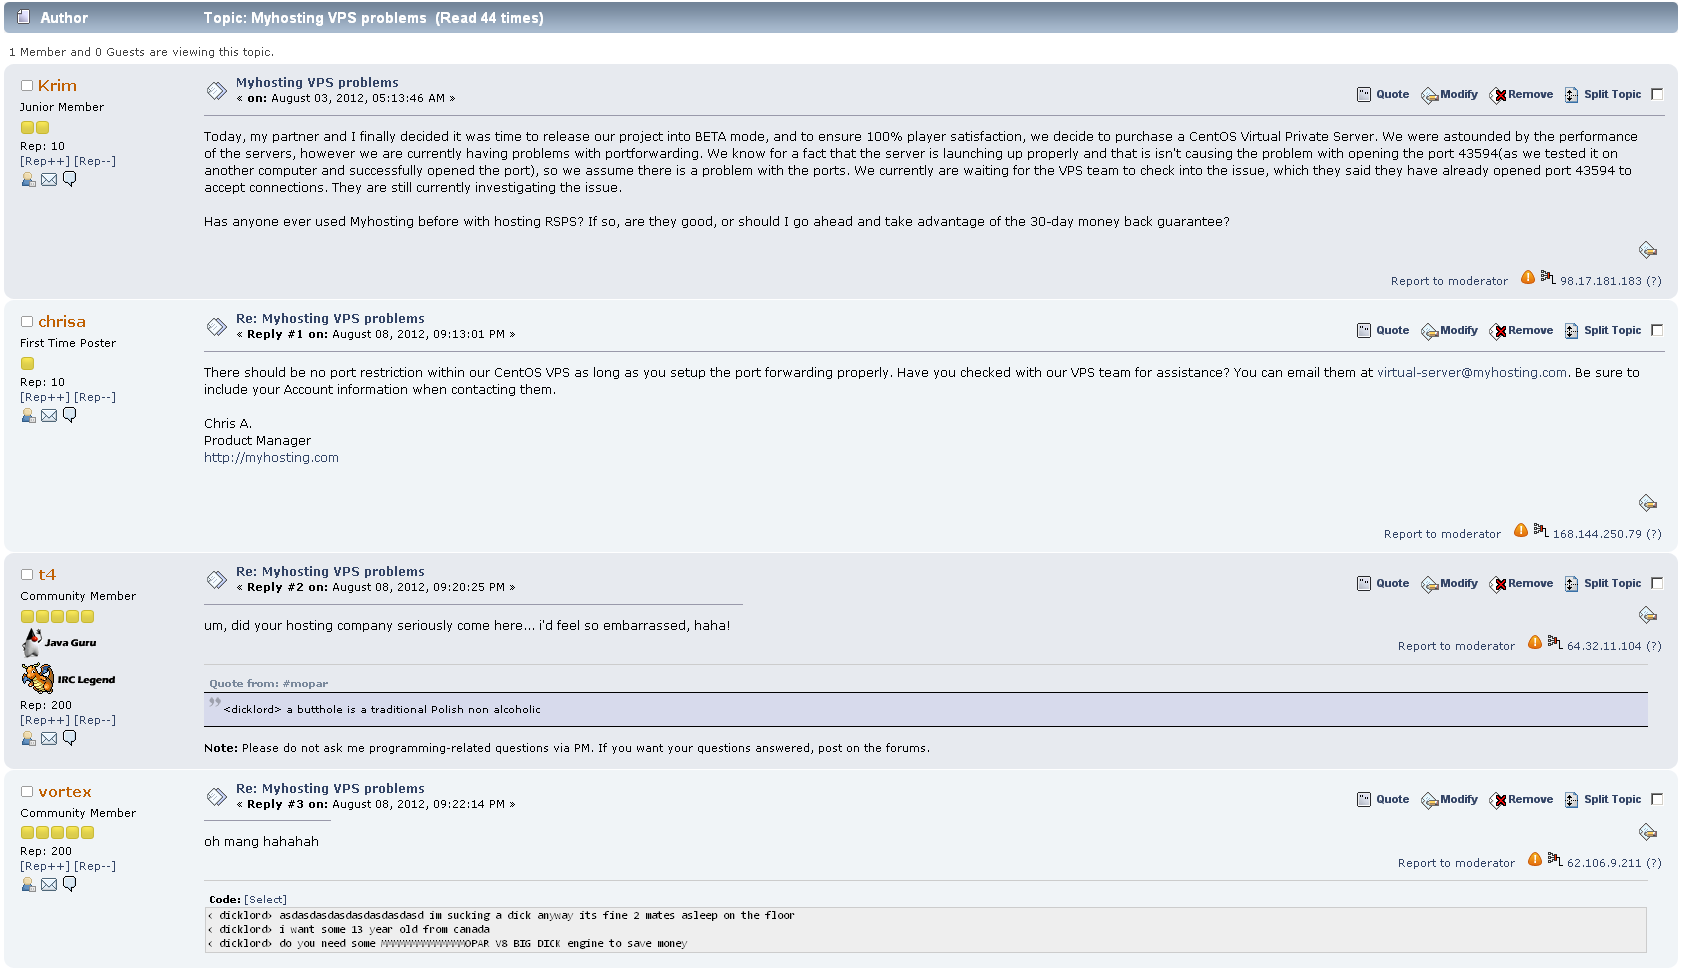 Author Topic: Myhosting VPS problems (Read 44 times)
1 Member and 0 Guests are viewing this topic.
Krim
Junior Member
Rep: 10
[Rep++] [Rep--]
Myhosting VPS problems
« on: August 03, 2012, 05:13:46 AM »
Quote Modify Remove Split Topic
Today, my partner and I finally decided it was time to release our project into BETA mode, and to ensure 100% player satisfaction, we decide to purchase a CentOS Virtual Private Server. We were astounded by the performance
of the servers, however we are currently having problems with portforwarding. We know for a fact that the server is launching up properly and that is isn't causing the problem with opening the port 43594(as we tested it on
another computer and successfully opened the port), so we assume there is a problem with the ports. We currently are waiting for the VPS team to check into the issue, which they said they have already opened port 43594 to
accept connections. They are still currently investigating the issue.
Has anyone ever used Myhosting before with hosting RSPS? If so, are they good, or should I go ahead and take advantage of the 30-day money back guarantee?
Report to moderator 98.17.181.183 (?)
chrisa
First Time Poster
Rep: 10
[Rep++] [Rep--]
Re: Myhosting VPS problems
« Reply #1 on: August 08, 2012, 09:13:01 PM »
Quote Modify Remove Split Topic
There should be no port restriction within our CentOS VPS as long as you setup the port forwarding properly. Have you checked with our VPS team for assistance? You can email them at virtual-server@myhosting.com. Be sure to
include your Account information when contacting them.
Chris A.
Product Manager
http://myhosting.com
Report to moderator 168.144.250.79 (?)
t4
Community Member
Java Guru
IRC Legend
Rep: 200
[Rep++] [Rep--]
Re: Myhosting VPS problems
« Reply #2 on: August 08, 2012, 09:20:25 PM »
Quote Modify Remove Split Topic
um, did your hosting company seriously come here... i'd feel so embarrassed, haha!
Report to moderator 64.32.11.104 (?)
Quote from: #mopar
<dicklord> a butthole is a traditional Polish non alcoholic
Note: Please do not ask me programming-related questions via PM. If you want your questions answered, post on the forums.
vortex
Community Member
Rep: 200
[Rep++] [Rep--]
Re: Myhosting VPS problems
« Reply #3 on: August 08, 2012, 09:22:14 PM »
Quote Modify Remove Split Topic
oh mang hahahah
Report to moderator 62.106.9.211 (?)
Code: [Select]
< dicklord> asdasdasdasdasdasdasdasd im sucking a dick anyway its fine 2 mates asleep on the floor
< dicklord> i want some 13 year old from canada
< dicklord> do you need some MMMMMMMMMMMMMMOPAR V8 BIG DICK engine to save money